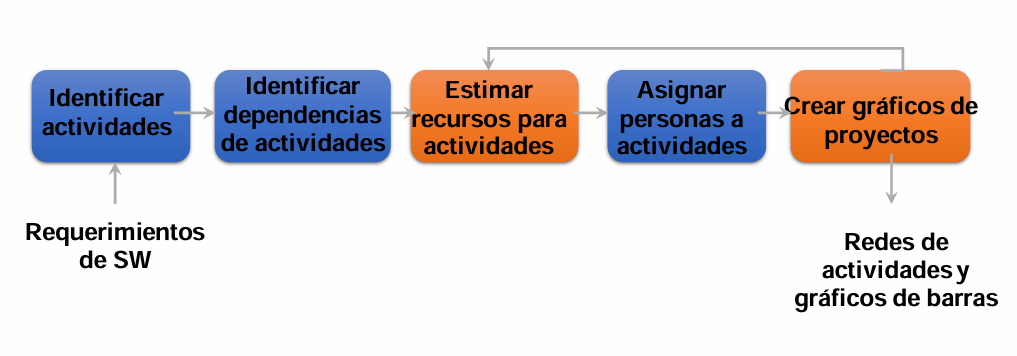 Identificar
actividades
Identificar
dependencias
de actividades
Estimar
recursos para
actividades
Asignar
personas a
actividades
Crear gráficos de
proyectos
Requerimientos
de SW
Redes de
actividades y
gráficos de barras